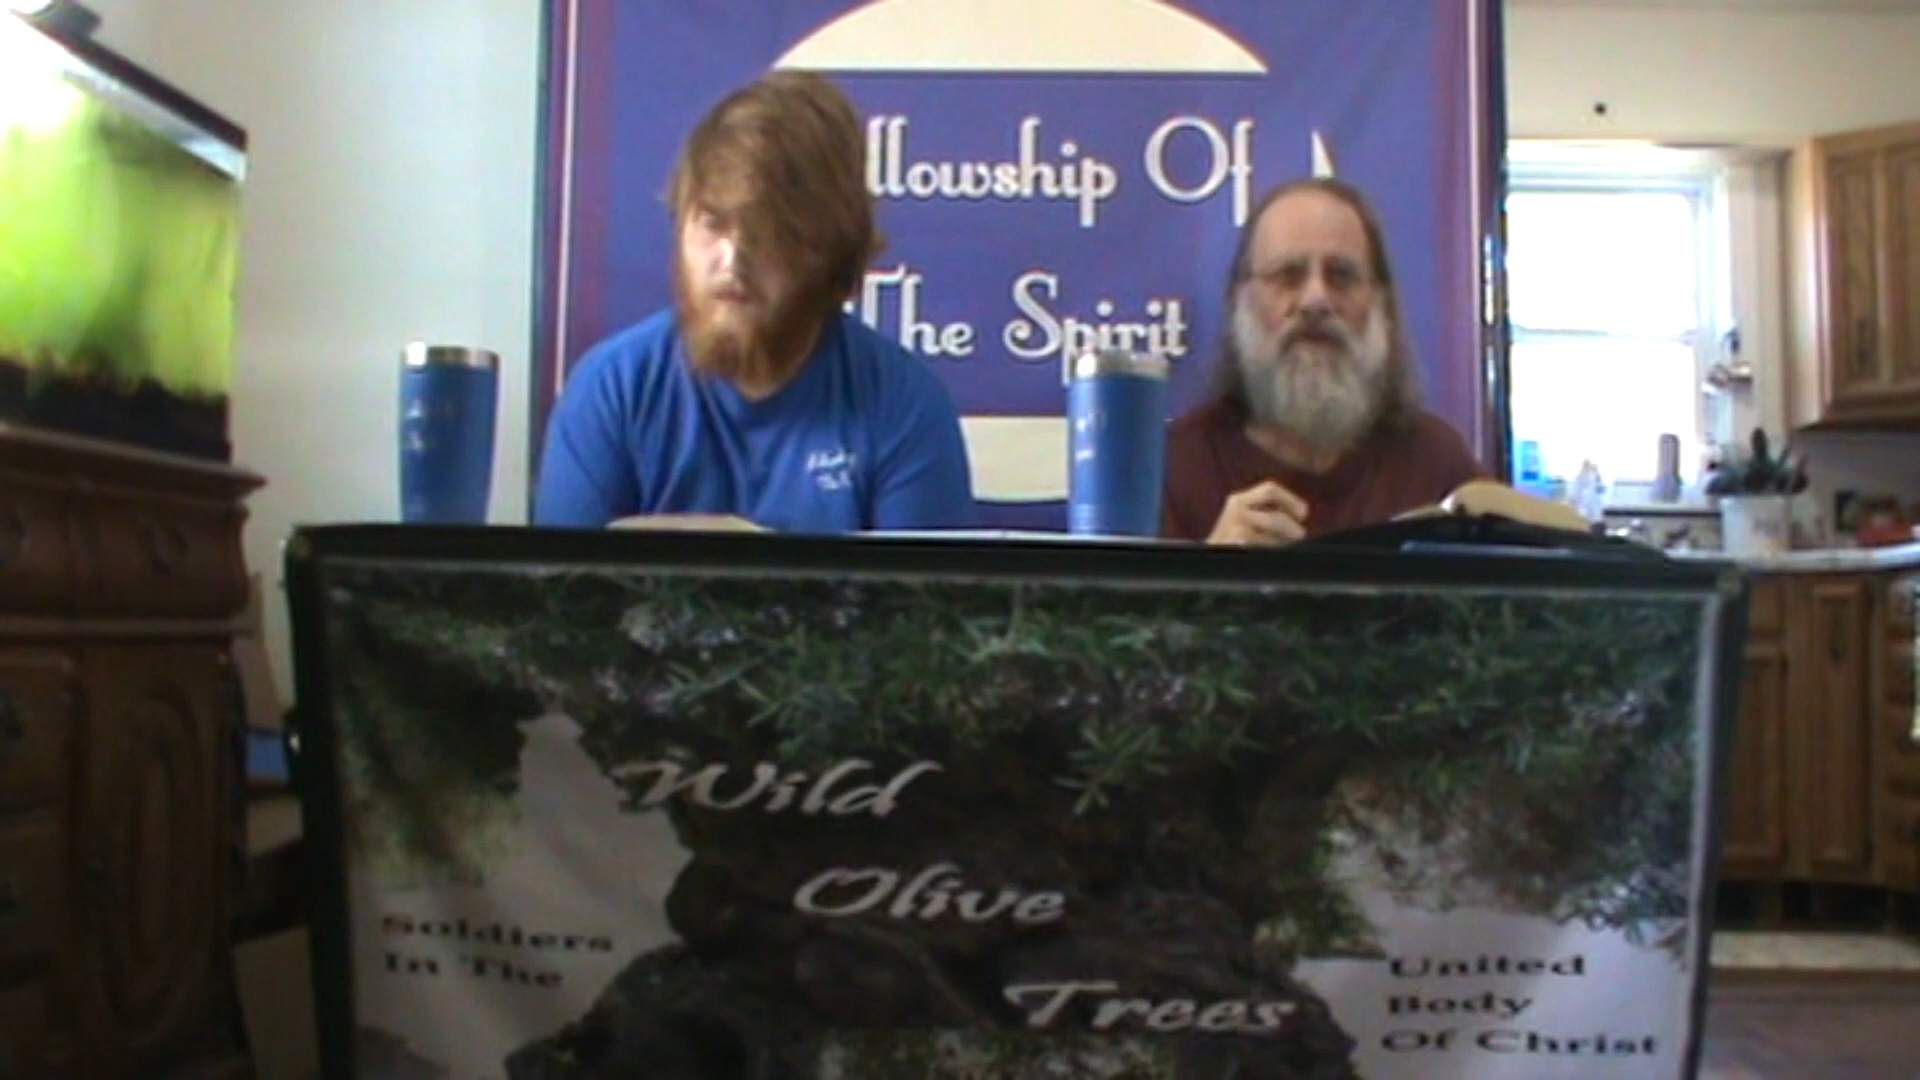 llowship Of
The Spirit
Wild
Olive
Trees
Soldiers
In The
United
Body
Of Christ